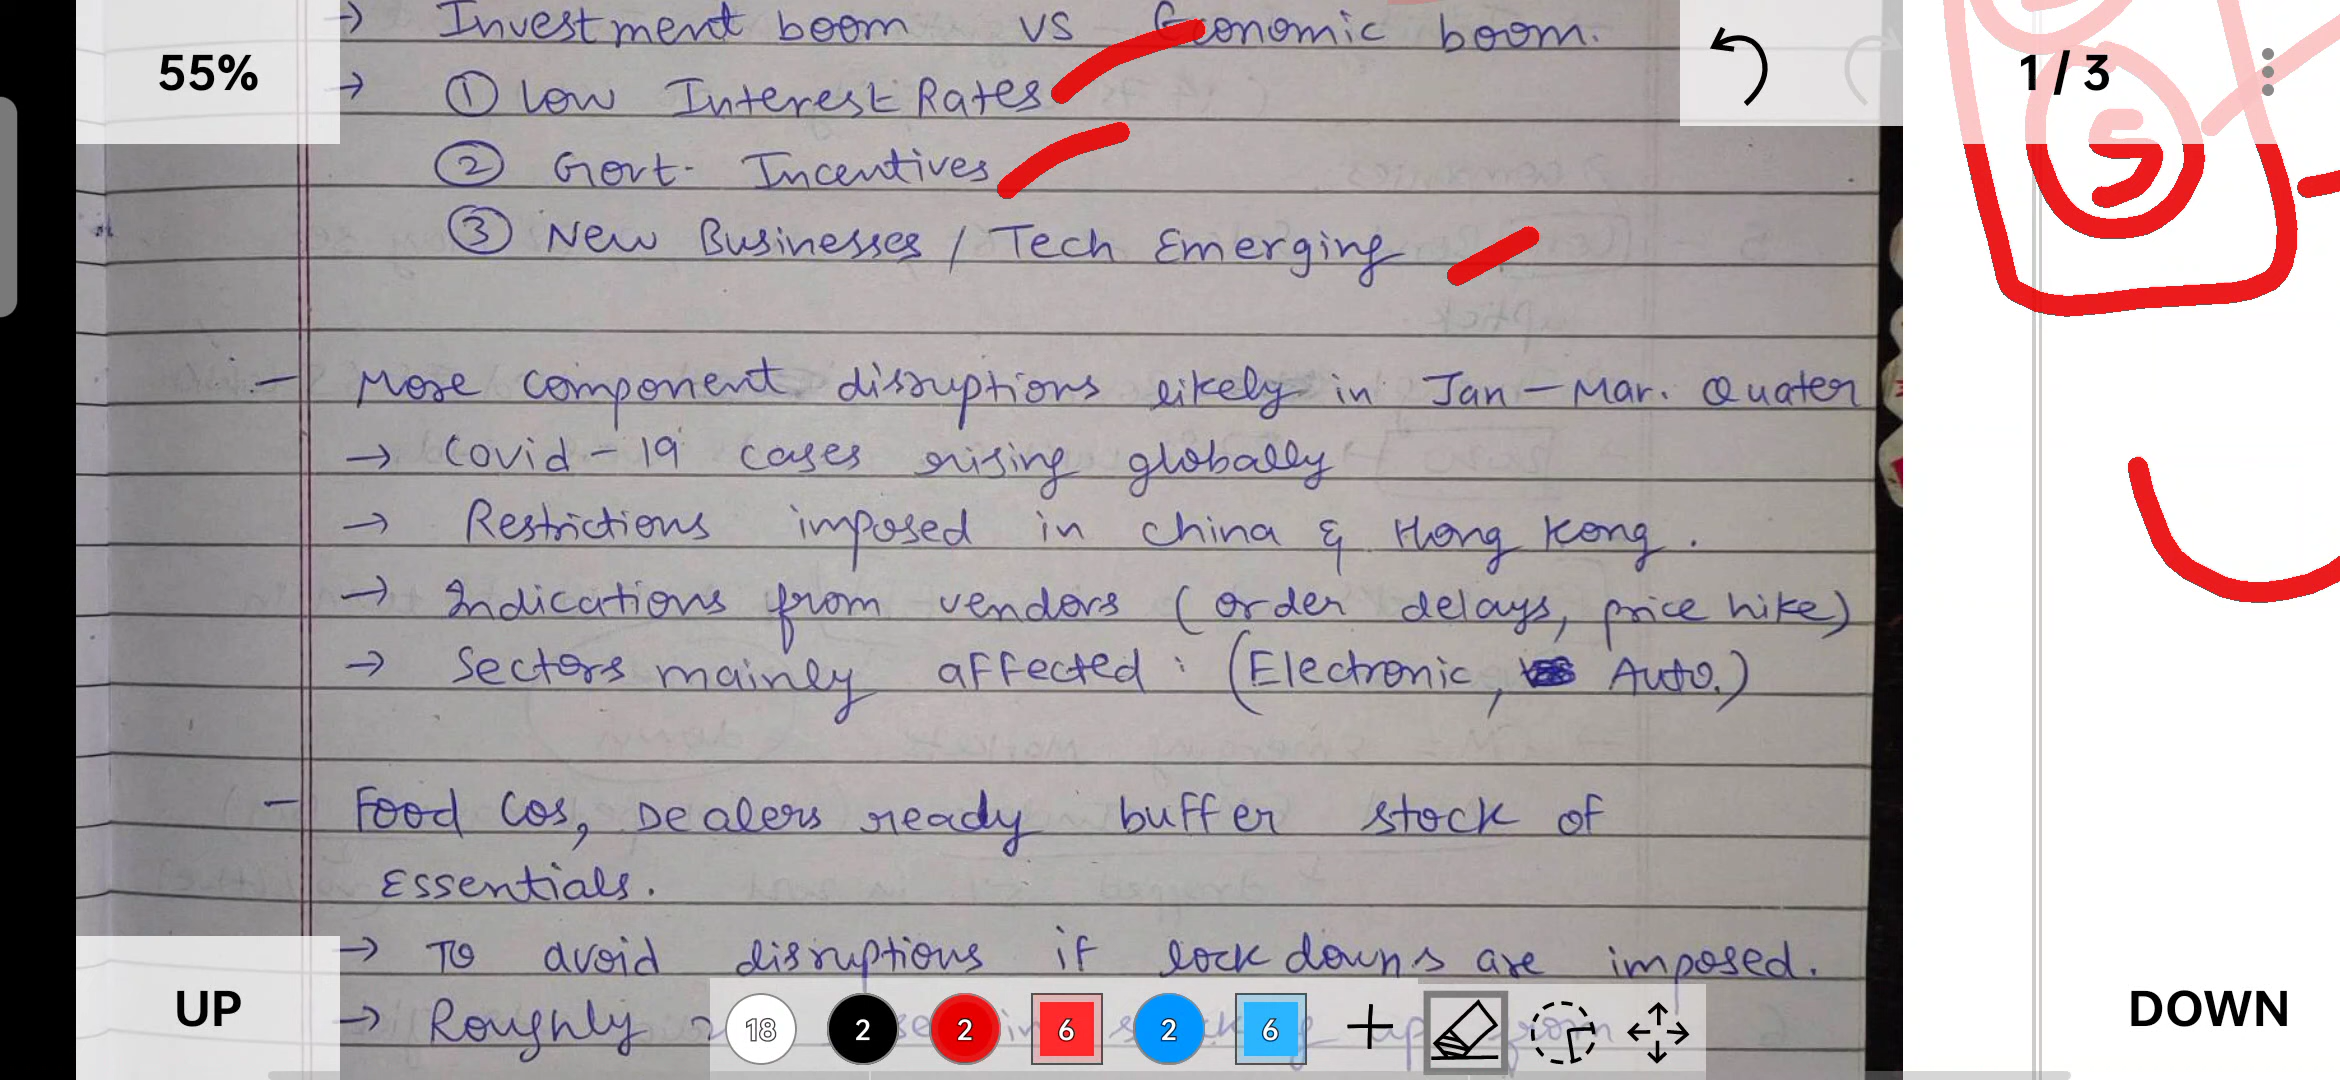 → Investment boom vs Economic boom.
55%
1/3
→ ① Low Interest Rates
② Govt. Incentives
③ New Businesses / Tech Emerging
5
- More component disruptions likely in Jan - Mar. Quater
→ Covid - 19 cases rising globally
→ Restrictions imposed in China & Hong Kong.
→ Indications from vendors (order delays, price hike)
→ Sectors mainly affected : (Electronic, Auto.)
- Food Cos, Dealers ready buffer stock of
Essentials.
→ To avoid disruptions if lockdowns are imposed.
UP
DOWN
→ Roughly
18 2 2 6 2 6